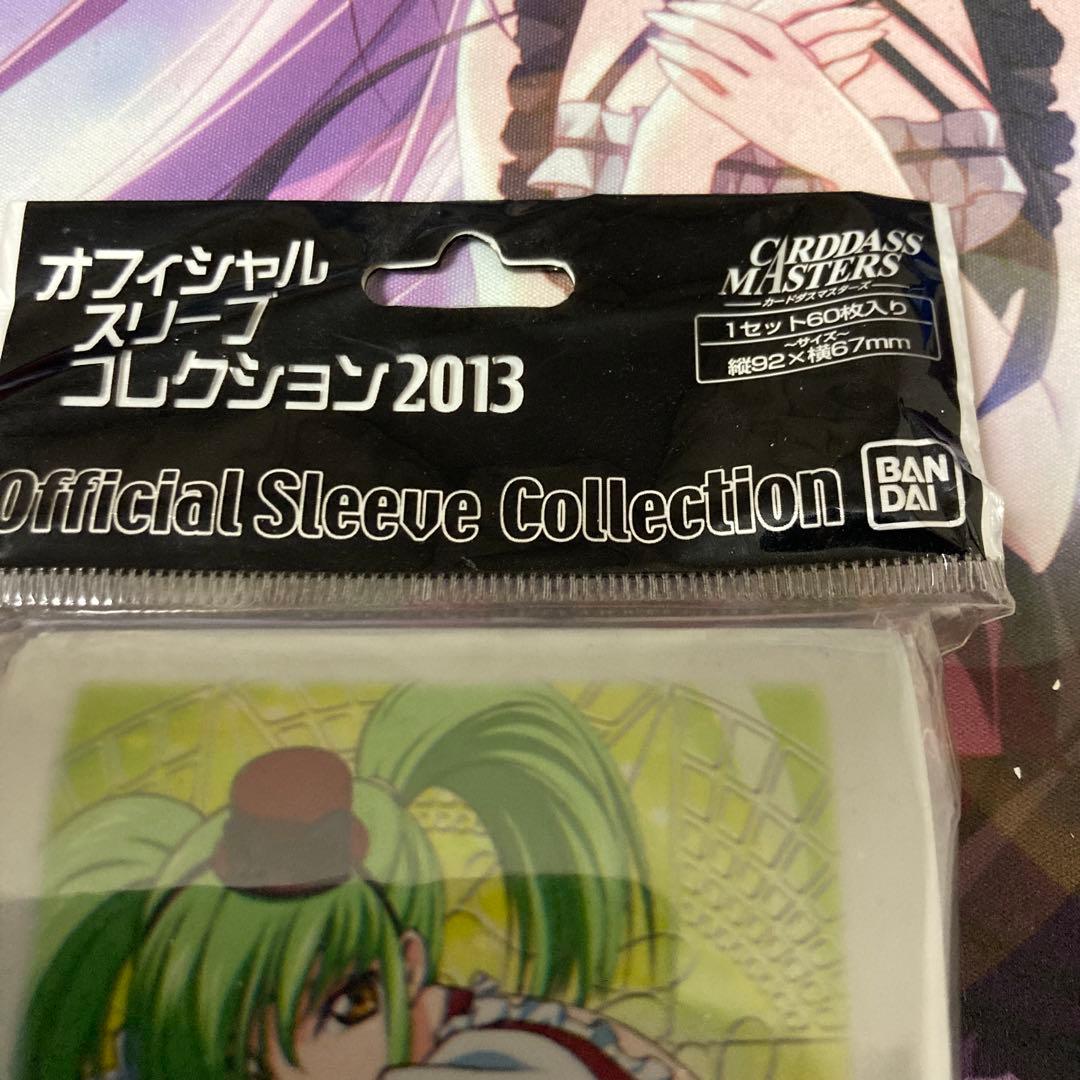 オフィシャル
スリーブ
コレクション2013
CARDDASS
MASTERS
カードダスマスターズ
1セット60枚入り
~サイズ~
縦92×横67mm
Official Sleeve Collection
BAN
DAI